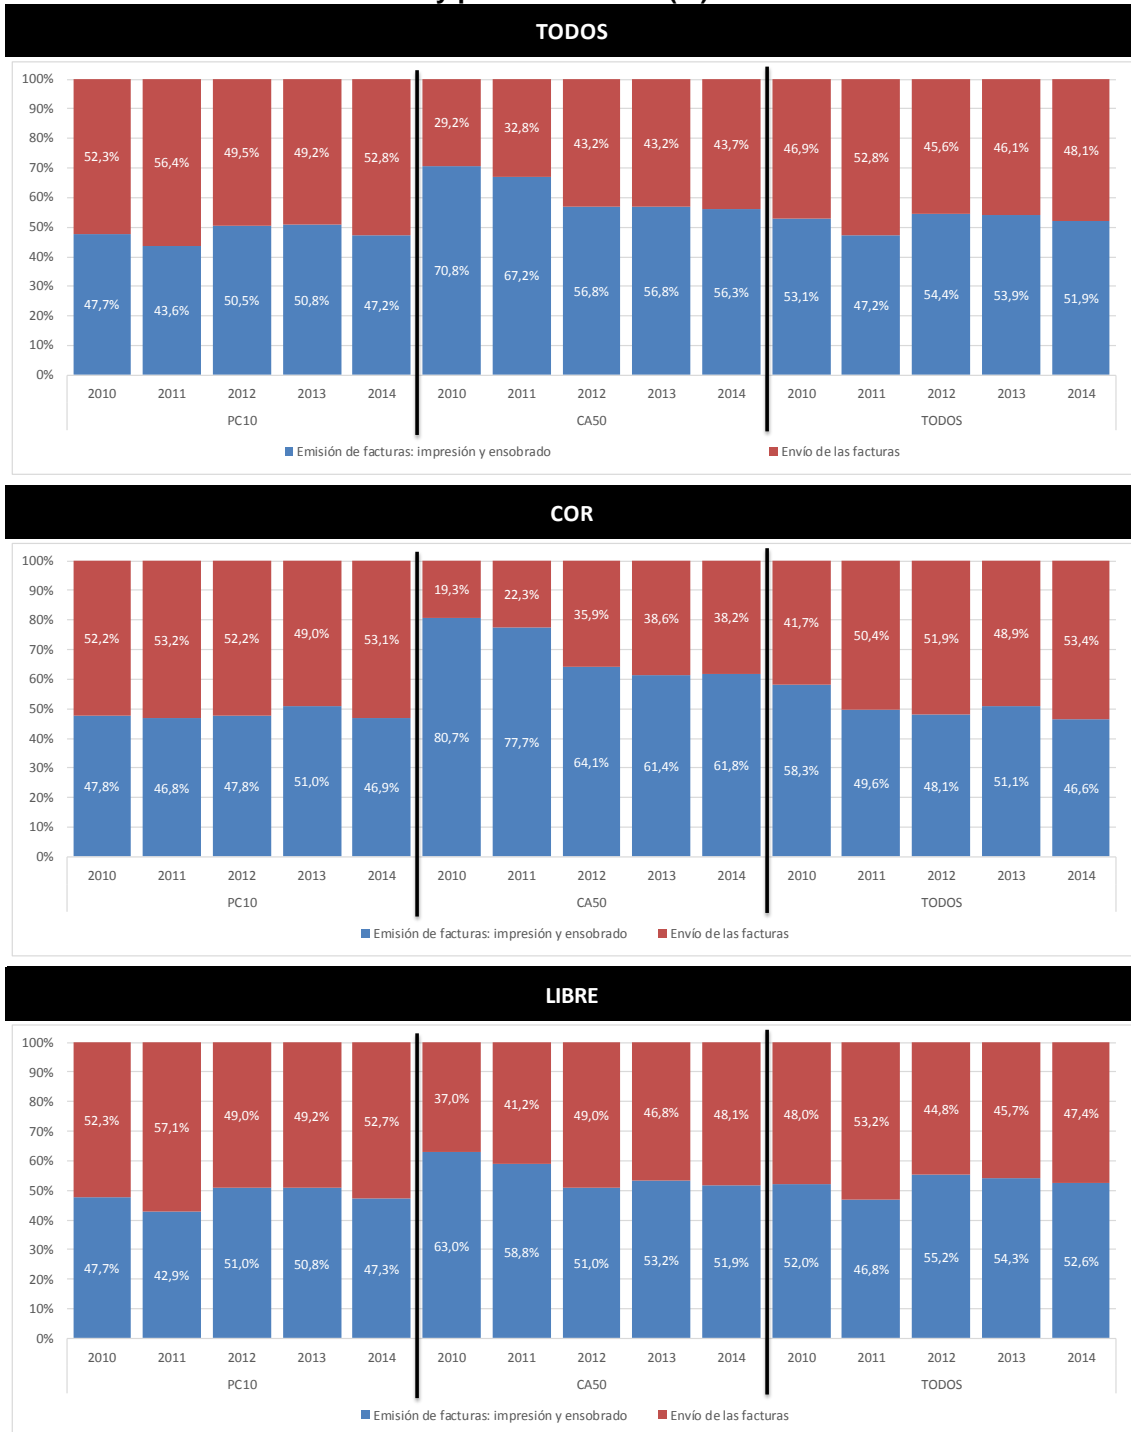 TODOS
100%
90%
80%
70%
60%
50%
40%
30%
20%
10%
0%
52,3% 56,4% 49,5% 49,2% 52,8% 29,2% 32,8% 43,2% 43,2% 43,7% 46,9% 52,8% 45,6% 46,1% 48,1%
47,7% 43,6% 50,5% 50,8% 47,2% 70,8% 67,2% 56,8% 56,8% 56,3% 53,1% 47,2% 54,4% 53,9% 51,9%
2010 2011 2012 2013 2014 2010 2011 2012 2013 2014 2010 2011 2012 2013 2014
PC10 CA50 TODOS
Emisión de facturas: impresión y ensobrado Envío de las facturas
COR
100%
90%
80%
70%
60%
50%
40%
30%
20%
10%
0%
52,2% 53,2% 52,2% 49,0% 53,1% 19,3% 22,3% 35,9% 38,6% 38,2% 41,7% 50,4% 51,9% 48,9% 53,4%
47,8% 46,8% 47,8% 51,0% 46,9% 80,7% 77,7% 64,1% 61,4% 61,8% 58,3% 49,6% 48,1% 51,1% 46,6%
2010 2011 2012 2013 2014 2010 2011 2012 2013 2014 2010 2011 2012 2013 2014
PC10 CA50 TODOS
Emisión de facturas: impresión y ensobrado Envío de las facturas
LIBRE
100%
90%
80%
70%
60%
50%
40%
30%
20%
10%
0%
52,3% 57,1% 49,0% 49,2% 52,7% 37,0% 41,2% 49,0% 46,8% 48,1% 48,0% 53,2% 44,8% 45,7% 47,4%
47,7% 42,9% 51,0% 50,8% 47,3% 63,0% 58,8% 51,0% 53,2% 51,9% 52,0% 46,8% 55,2% 54,3% 52,6%
2010 2011 2012 2013 2014 2010 2011 2012 2013 2014 2010 2011 2012 2013 2014
PC10 CA50 TODOS
Emisión de facturas: impresión y ensobrado Envío de las facturas